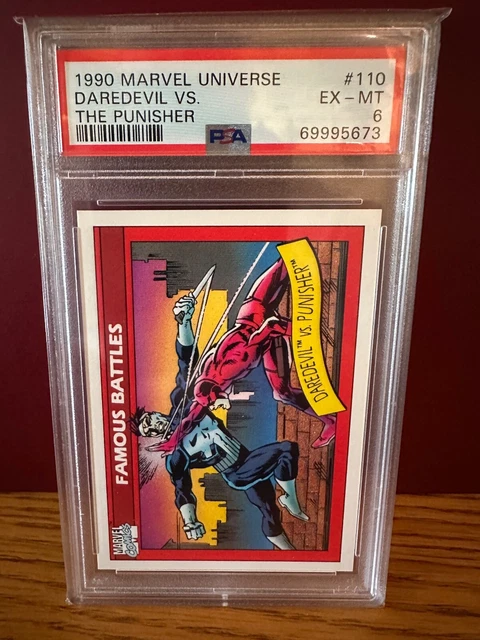 1990 MARVEL UNIVERSE #110
DAREDEVIL VS. EX - MT
THE PUNISHER 6
PSA 69995673
FAMOUS BATTLES
DAREDEVIL™ VS. PUNISHER™
MARVEL
COMICS